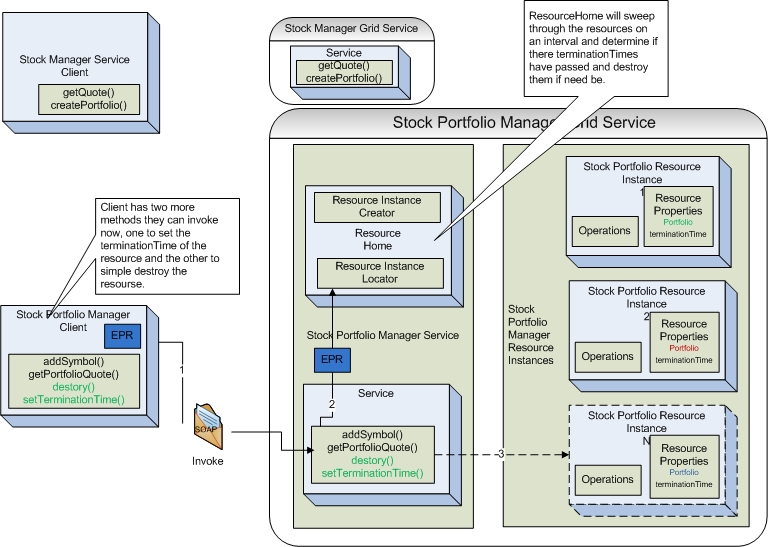 Stock Manager Service
Client
getQuote()
createPortfolio()
Stock Manager Grid Service
Service
getQuote()
createPortfolio()
ResourceHome will sweep
through the resources on
an interval and determine if
there terminationTimes
have passed and destroy
them if need be.
Stock Portfolio Manager Grid Service
Client has two more
methods they can invoke
now, one to set the
terminationTime of the
resource and the other to
simple destroy the
resourse.
Stock Portfolio Manager
Client
EPR
addSymbol()
getPortfolioQuote()
destory()
setTerminationTime()
1
SOAP
Invoke
Resource Instance
Creator
Resource
Home
Resource Instance
Locator
Stock Portfolio Manager Service
EPR
2
Service
addSymbol()
getPortfolioQuote()
destory()
setTerminationTime()
3
Stock
Portfolio
Manager
Resource
Instances
Stock Portfolio Resource
Instance
1
Operations
Resource
Properties
Portfolio
terminationTime
Stock Portfolio Resource
Instance
2
Operations
Resource
Properties
Portfolio
terminationTime
Stock Portfolio Resource
Instance
N
Operations
Resource
Properties
Portfolio
terminationTime